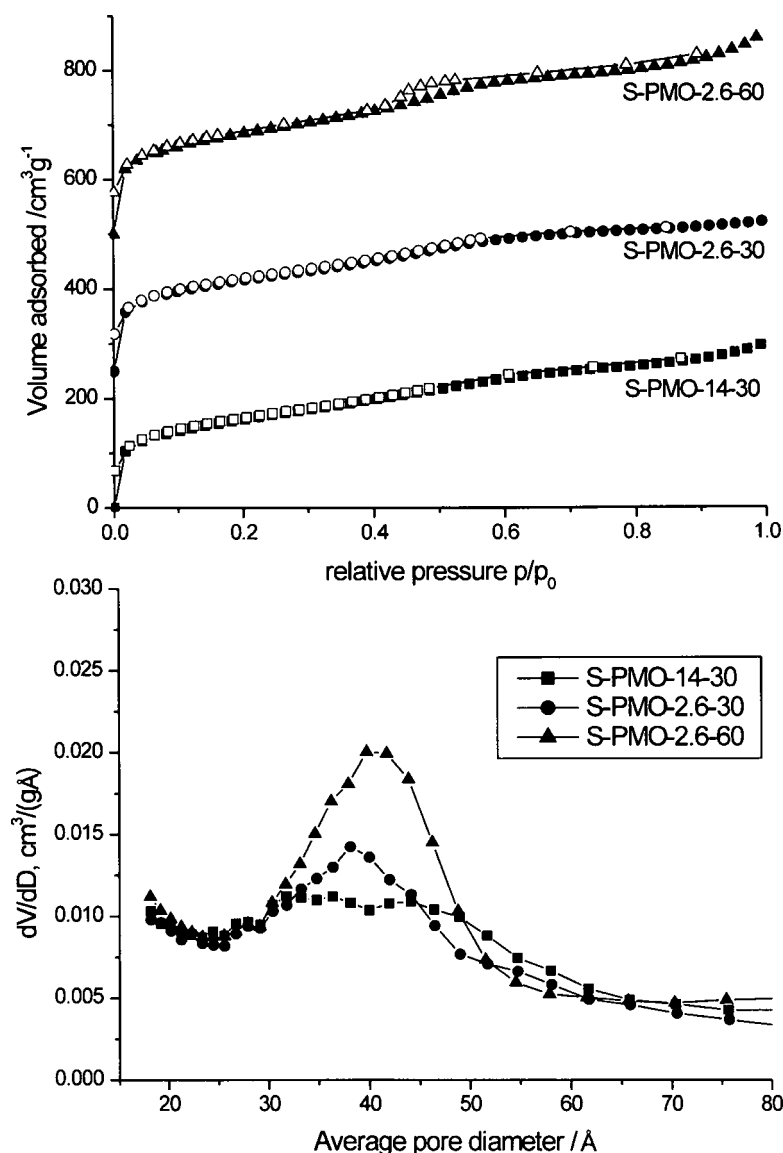 800
600
400
200
0
Volume adsorbed /cm³g⁻¹
S-PMO-2.6-60
S-PMO-2.6-30
S-PMO-14-30
0.0 0.2 0.4 0.6 0.8 1.0
relative pressure p/p₀
0.030
0.025
0.020
0.015
0.010
0.005
0.000
dV/dD, cm³/(gÅ)
S-PMO-14-30
S-PMO-2.6-30
S-PMO-2.6-60
20 30 40 50 60 70 80
Average pore diameter / Å